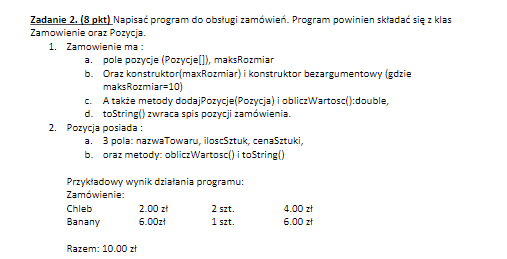 Zadanie 2. (8 pkt) Napisać program do obsługi zamówień. Program powinien składać się z klas
Zamowienie oraz Pozycja.
1. Zamowienie ma :
a. pole pozycje (Pozycje[]), maksRozmiar
b. Oraz konstruktor(maxRozmiar) i konstruktor bezargumentowy (gdzie
maksRozmiar=10)
c. A także metody dodajPozycje(Pozycja) i obliczWartosc():double,
d. toString() zwraca spis pozycji zamówienia.
2. Pozycja posiada :
a. 3 pola: nazwaTowaru, iloscSztuk, cenaSztuki,
b. oraz metody: obliczWartosc() i toString()
Przykładowy wynik działania programu:
Zamówienie:
Chleb 2.00 zł 2 szt. 4.00 zł
Banany 6.00zł 1 szt. 6.00 zł
Razem: 10.00 zł